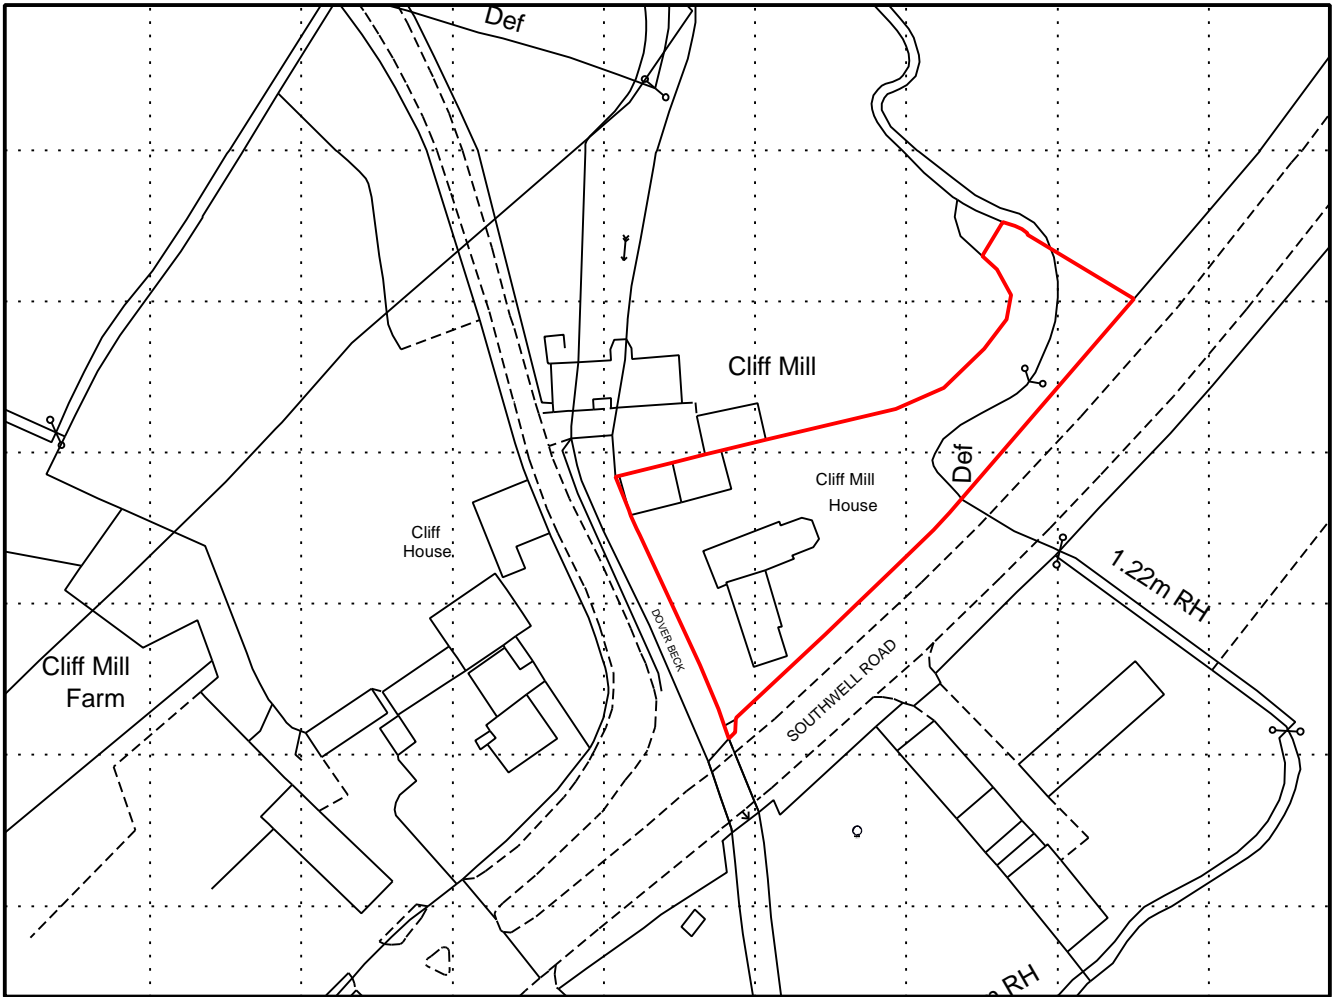 Def
Cliff Mill
Cliff Mill
House
Def
Cliff
House
1.22m RH
DOVER BECK
SOUTHWELL ROAD
Cliff Mill
Farm
RH